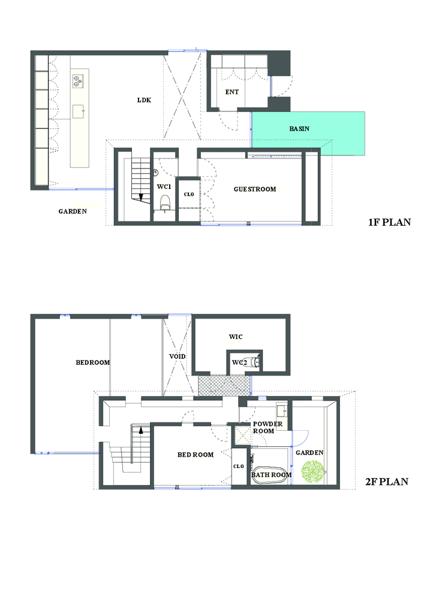 LDK
ENT
BASIN
WC1
CLO
GUESTROOM
GARDEN
1F PLAN
WIC
BEDROOM
VOID
WC2
POWDER
ROOM
BED ROOM
GARDEN
CLO
BATH ROOM
2F PLAN